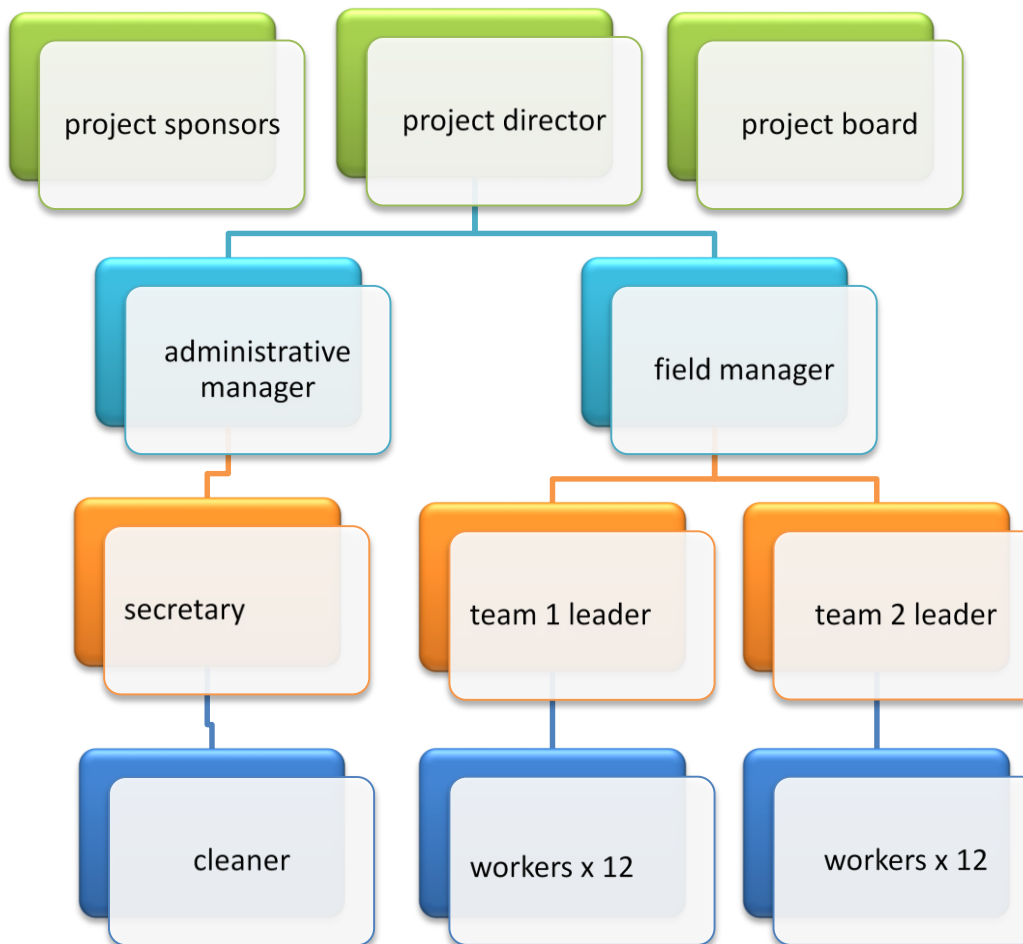 project sponsors
project director
project board
administrative
manager
field manager
secretary
team 1 leader
team 2 leader
cleaner
workers x 12
workers x 12